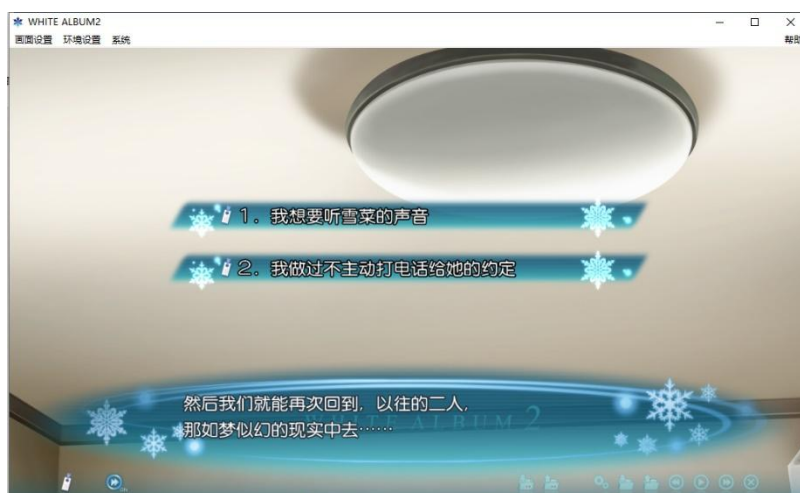 WHITE ALBUM2
画面设置 环境设置 系统 帮助
1. 我想要听雪菜的声音
2. 我做过不主动打电话给她的约定
然后我们就能再次回到，以往的二人，
那如梦似幻的现实中去……
WHITE ALBUM 2